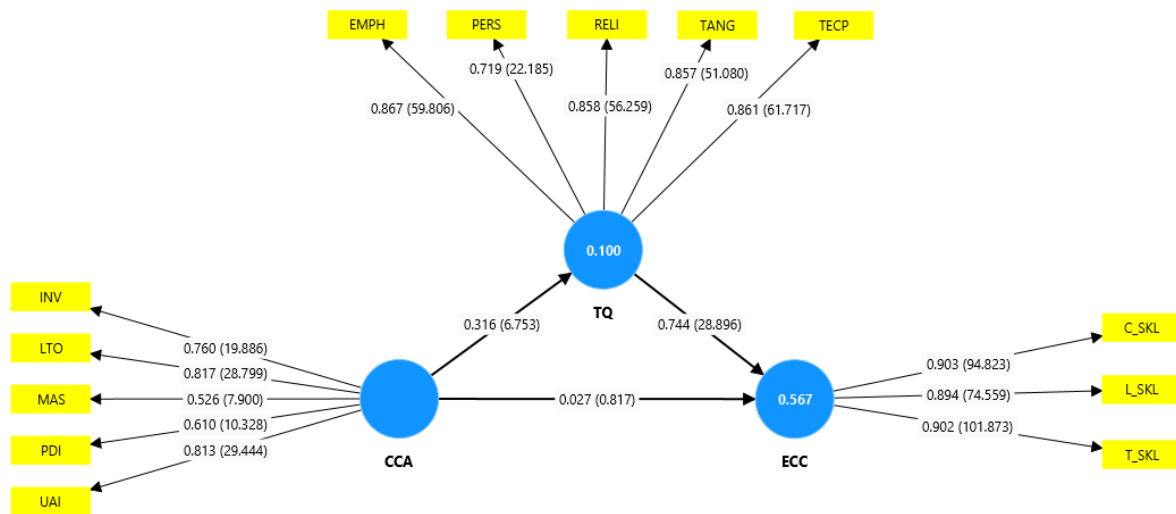 EMPH
PERS
RELI
TANG
TECP
0.867 (59.806)
0.719 (22.185)
0.858 (56.259)
0.857 (51.080)
0.861 (61.717)
0.100
TQ
INV
LTO
MAS
PDI
UAI
0.760 (19.886)
0.817 (28.799)
0.526 (7.900)
0.610 (10.328)
0.813 (29.444)
CCA
0.316 (6.753)
0.744 (28.896)
0.027 (0.817)
0.567
ECC
0.903 (94.823)
0.894 (74.559)
0.902 (101.873)
C_SKL
L_SKL
T_SKL